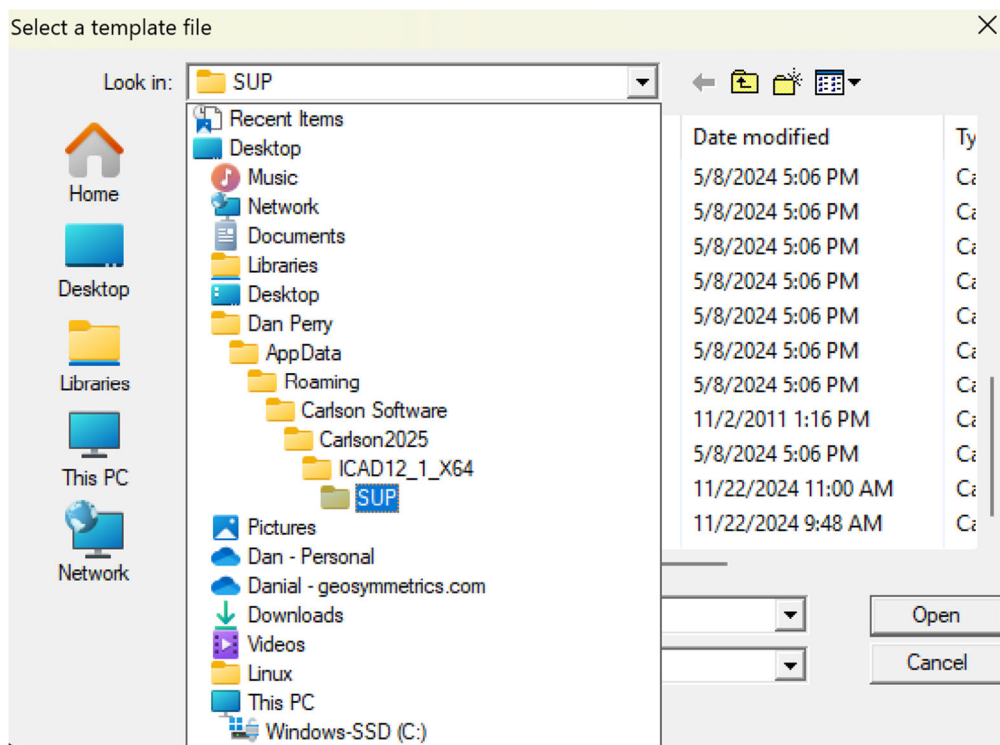 Select a template file
Look in: SUP
Recent Items
Desktop
Music
Network
Documents
Libraries
Desktop
Dan Perry
AppData
Roaming
Carlson Software
Carlson2025
ICAD12_1_X64
SUP
Pictures
Dan - Personal
Danial - geosymmetrics.com
Downloads
Videos
Linux
This PC
Windows-SSD (C:)
Home
Desktop
Libraries
This PC
Network
Date modified
5/8/2024 5:06 PM
5/8/2024 5:06 PM
5/8/2024 5:06 PM
5/8/2024 5:06 PM
5/8/2024 5:06 PM
5/8/2024 5:06 PM
5/8/2024 5:06 PM
11/2/2011 1:16 PM
5/8/2024 5:06 PM
11/22/2024 11:00 AM
11/22/2024 9:48 AM
Open
Cancel